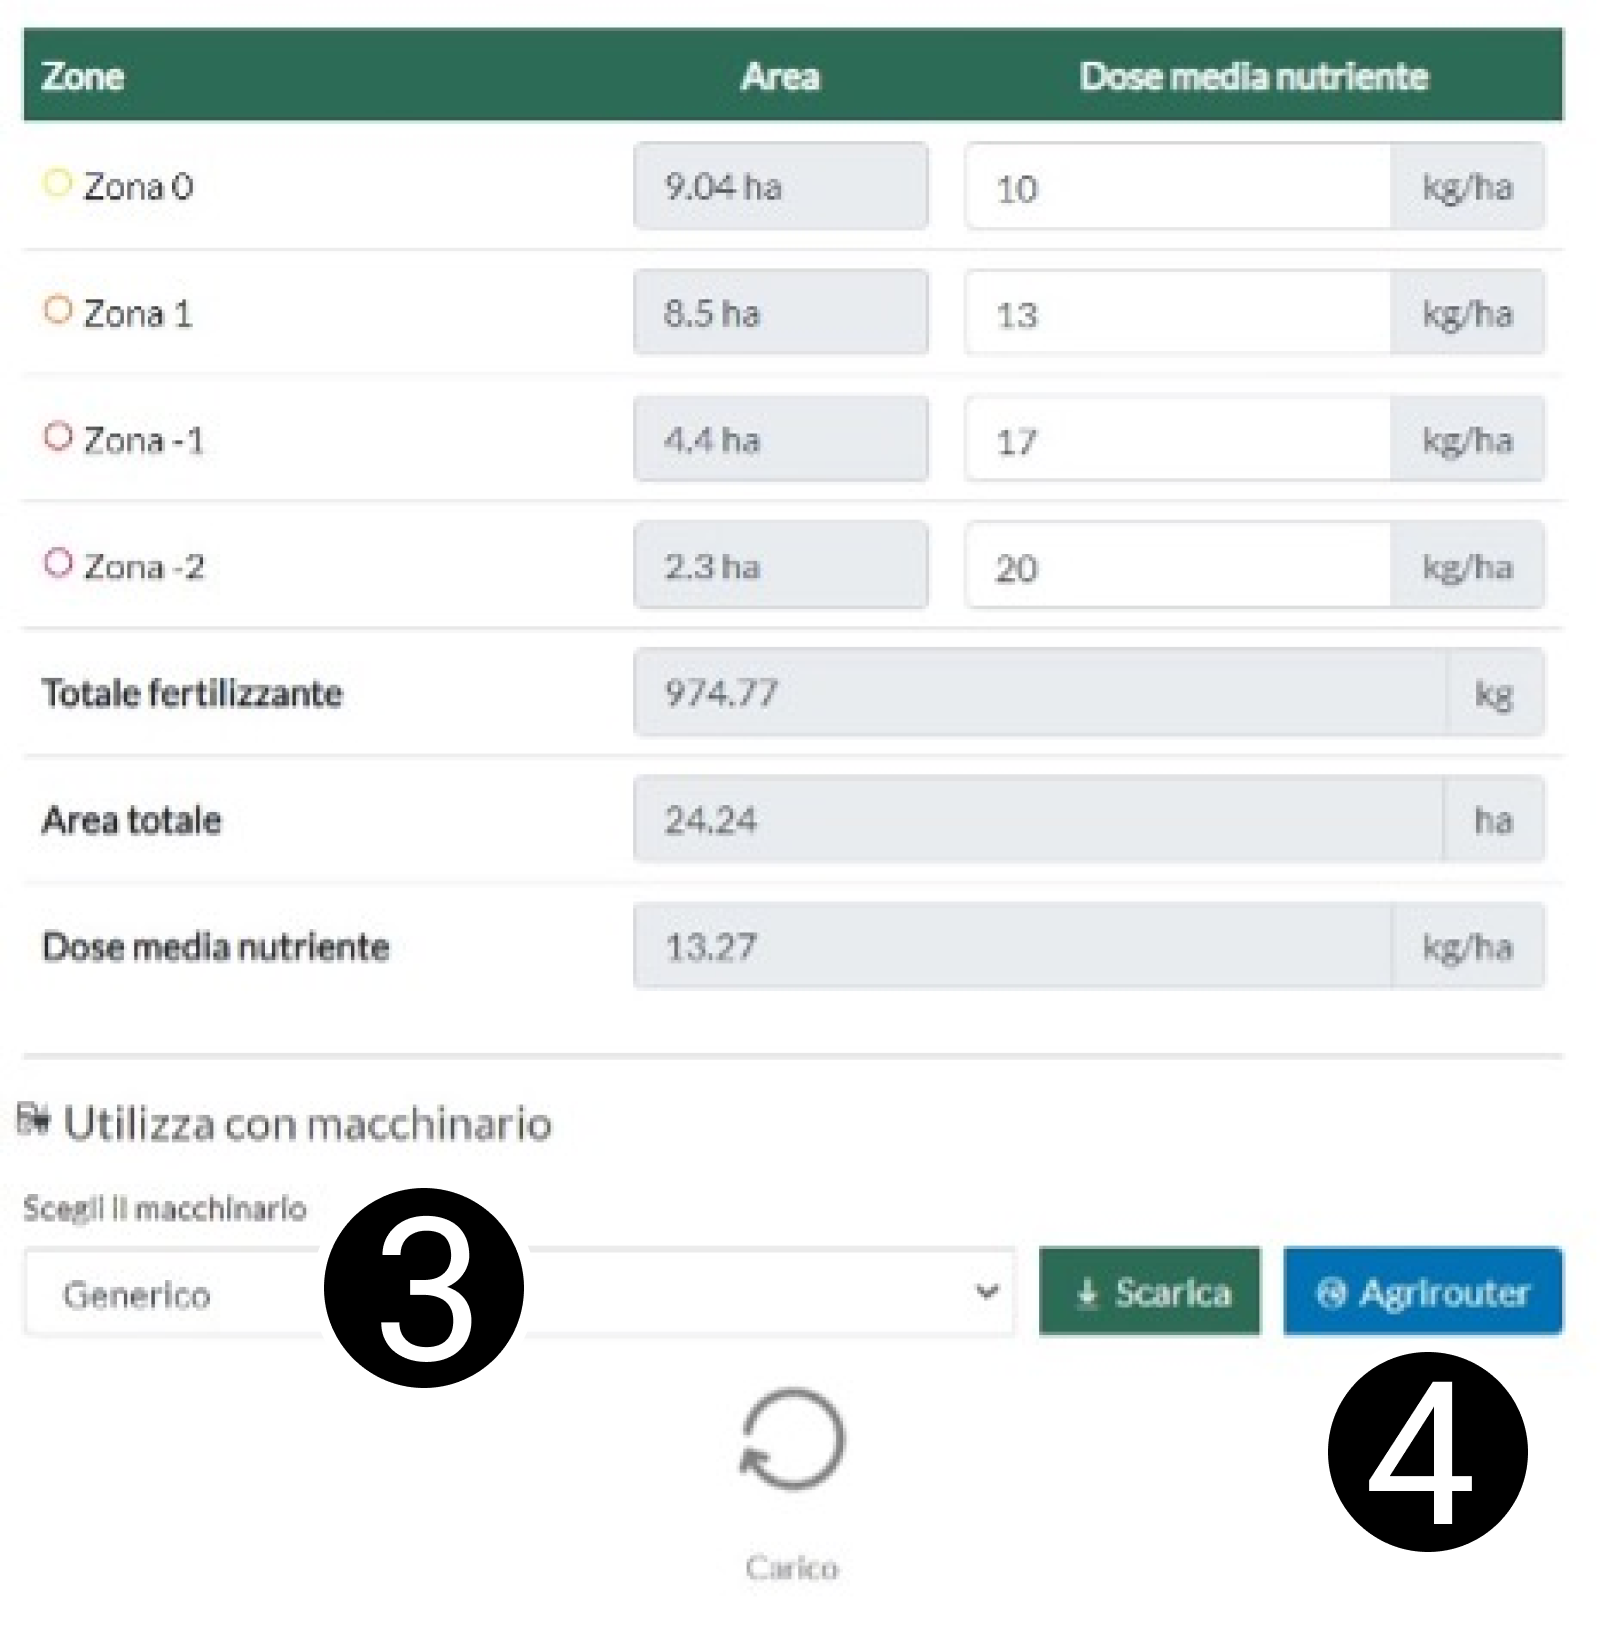 Zone Area Dose media nutriente
Zona 0 9.04 ha 10 kg/ha
Zona 1 8.5 ha 13 kg/ha
Zona -1 4.4 ha 17 kg/ha
Zona -2 2.3 ha 20 kg/ha
Totale fertilizzante 974.77 kg
Area totale 24.24 ha
Dose media nutriente 13.27 kg/ha
Utilizza con macchinario
Scegli il macchinario
Generico 3 Scarica Agrirouter
4
Carico